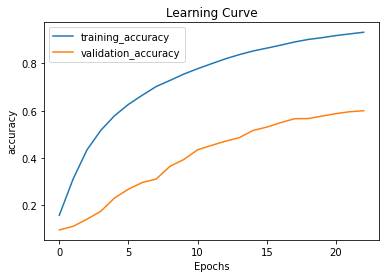 Learning Curve
training_accuracy
validation_accuracy
accuracy
0.8
0.6
0.4
0.2
0 5 10 15 20
Epochs